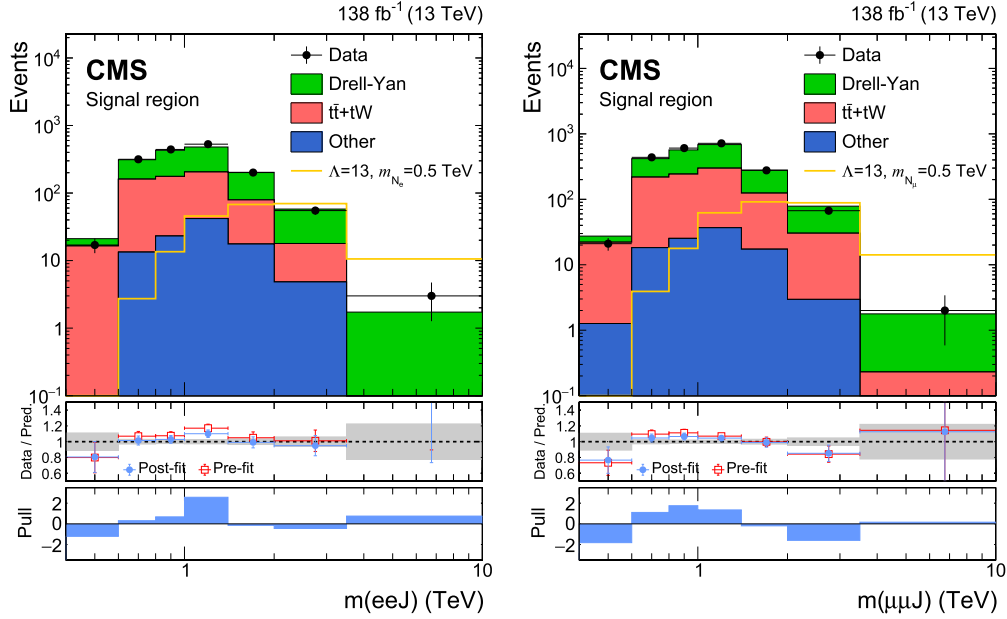 138 fb⁻¹ (13 TeV)
Events
10⁴
10³
10²
10
1
10⁻¹
CMS
Signal region
Data
Drell-Yan
tt̄+tW
Other
Λ=13, m_{N_e}=0.5 TeV
Data / Pred.
1.4
1.2
1
0.8
0.6
Post-fit
Pre-fit
Pull
2
0
−2
1
10
m(eeJ) (TeV)
138 fb⁻¹ (13 TeV)
Events
10⁴
10³
10²
10
1
10⁻¹
CMS
Signal region
Data
Drell-Yan
tt̄+tW
Other
Λ=13, m_{N_μ}=0.5 TeV
Data / Pred.
1.4
1.2
1
0.8
0.6
Post-fit
Pre-fit
Pull
2
0
−2
1
10
m(μμJ) (TeV)